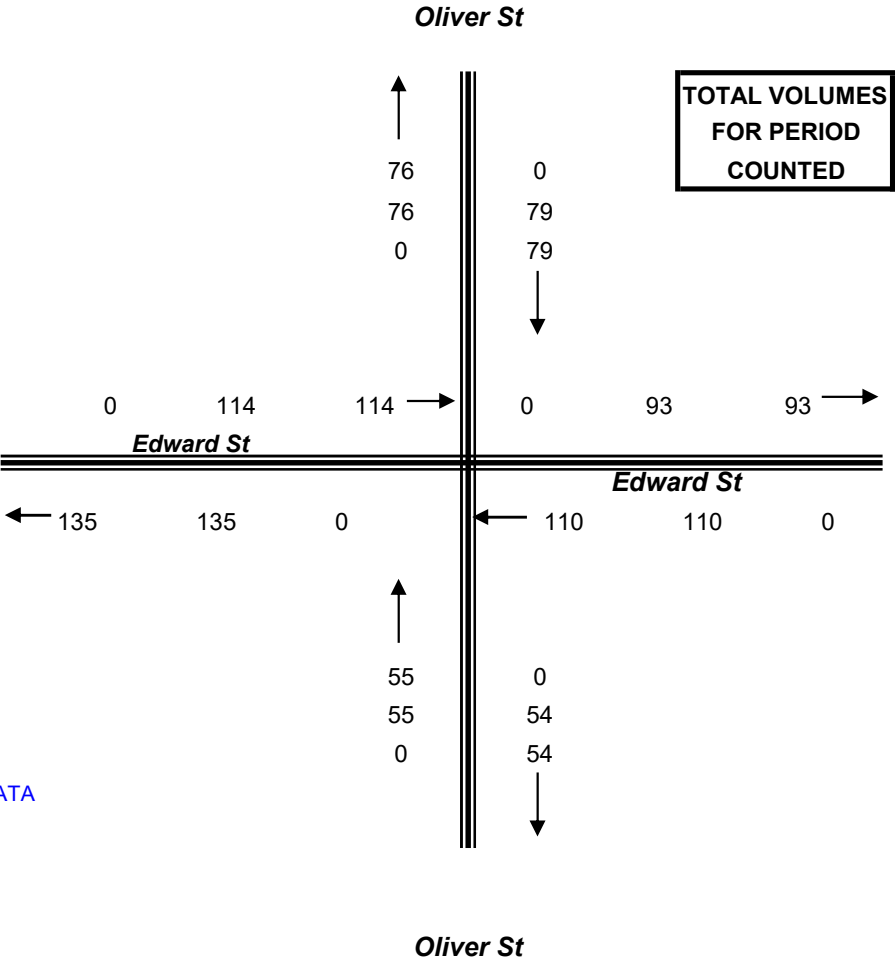 Oliver St
TOTAL VOLUMES
FOR PERIOD
COUNTED
76 0
76 79
0 79
0 114 114 0 93 93
Edward St
Edward St
135 135 0 110 110 0
55 0
55 54
0 54
ATA
Oliver St